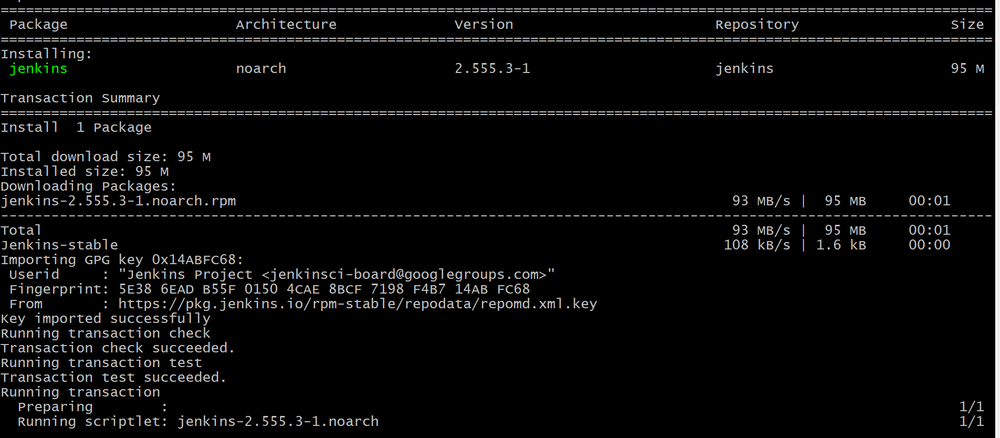 ================================================================================
 Package                    Architecture              Version                        Repository                  Size
================================================================================
Installing:
 jenkins                    noarch                    2.555.3-1                      jenkins                     95 M
Transaction Summary
================================================================================
Install  1 Package
Total download size: 95 M
Installed size: 95 M
Downloading Packages:
jenkins-2.555.3-1.noarch.rpm                                                           93 MB/s |  95 MB     00:01
--------------------------------------------------------------------------------
Total                                                                                  93 MB/s |  95 MB     00:01
Jenkins-stable                                                                        108 kB/s | 1.6 kB     00:00
Importing GPG key 0x14ABFC68:
 Userid     : "Jenkins Project <jenkinsci-board@googlegroups.com>"
 Fingerprint: 5E38 6EAD B55F 0150 4CAE 8BCF 7198 F4B7 14AB FC68
 From       : https://pkg.jenkins.io/rpm-stable/repodata/repomd.xml.key
Key imported successfully
Running transaction check
Transaction check succeeded.
Running transaction test
Transaction test succeeded.
Running transaction
  Preparing        :                                                                                              1/1
  Running scriptlet: jenkins-2.555.3-1.noarch                                                                     1/1